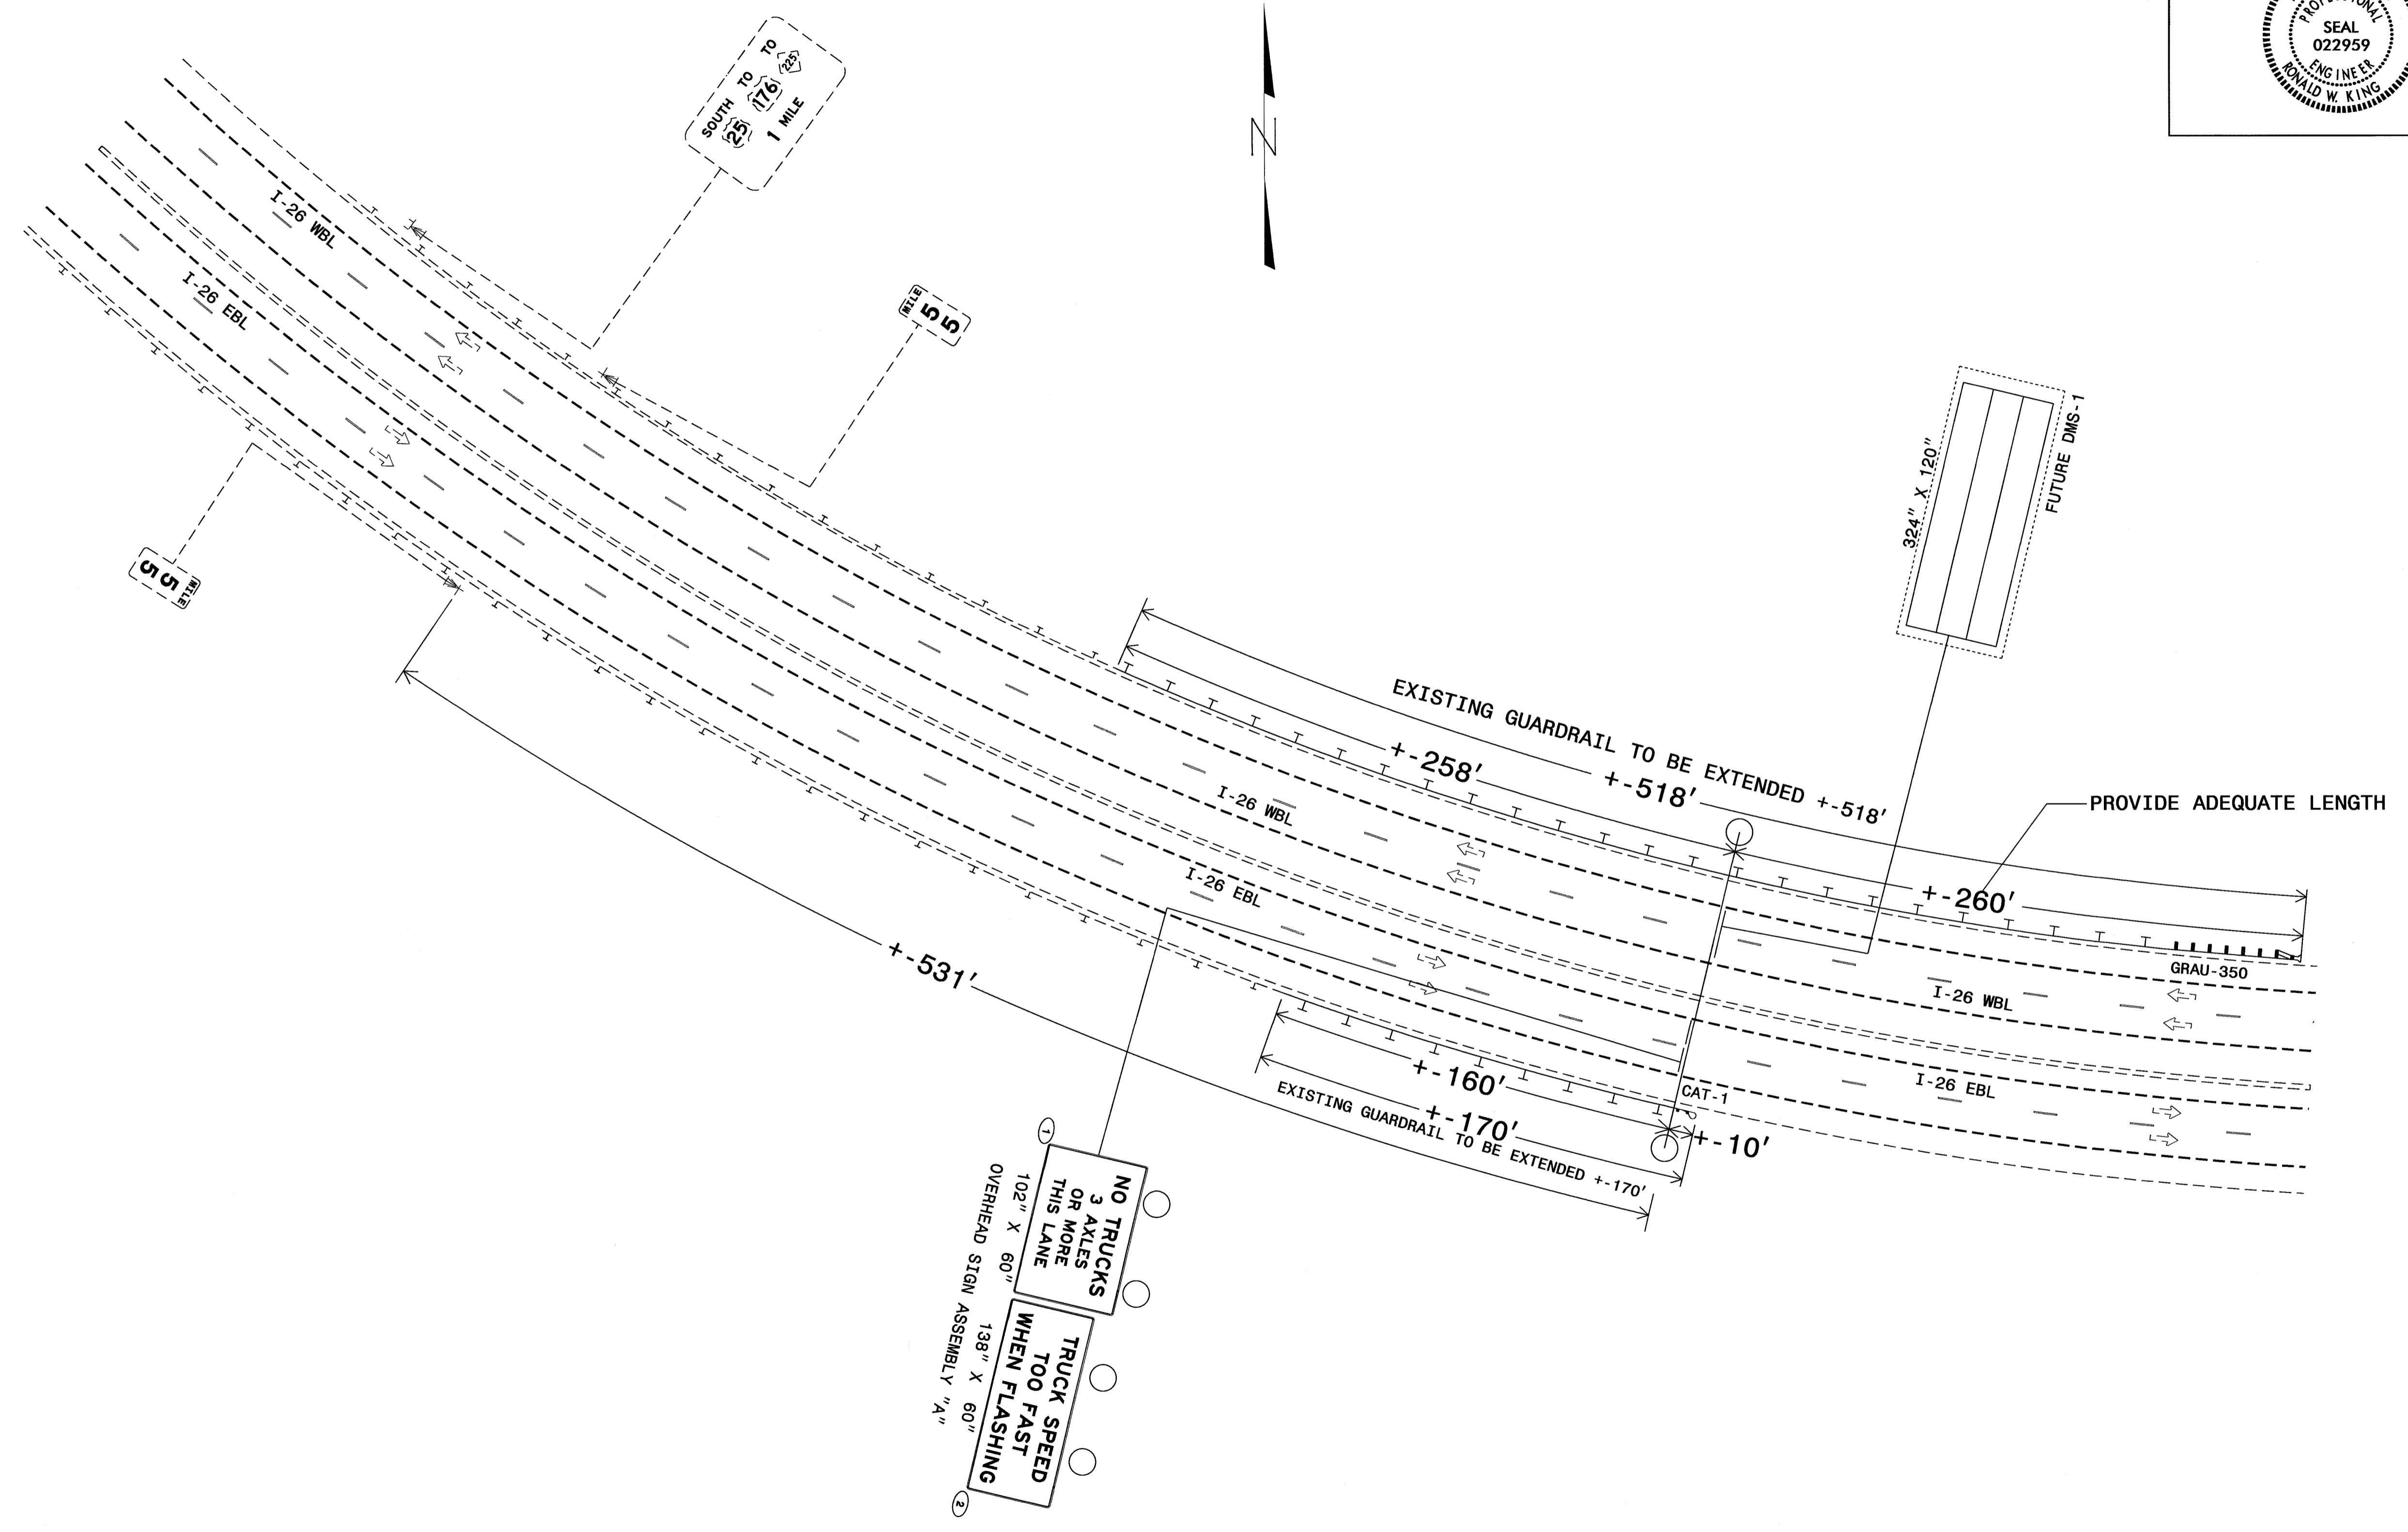 SOUTH TO TO
25 176 225
1 MILE
SEAL
022959
ENGINEER
RONALD W. KING
N
I-26 WBL
I-26 EBL
MILE
55
MILE
55
324" X 120"
FUTURE DMS-1
EXISTING GUARDRAIL TO BE EXTENDED +-518'
+-258'
+-518'
PROVIDE ADEQUATE LENGTH
+-260'
I-26 WBL
I-26 EBL
GRAU-350
I-26 WBL
I-26 EBL
+-531'
+-160'
CAT-1
+-170'
+-10'
EXISTING GUARDRAIL TO BE EXTENDED +-170'
1
NO TRUCKS
3 AXLES
OR MORE
THIS LANE
102" X 60"
TRUCK SPEED
TOO FAST
WHEN FLASHING
138" X 60"
OVERHEAD SIGN ASSEMBLY "A"
2